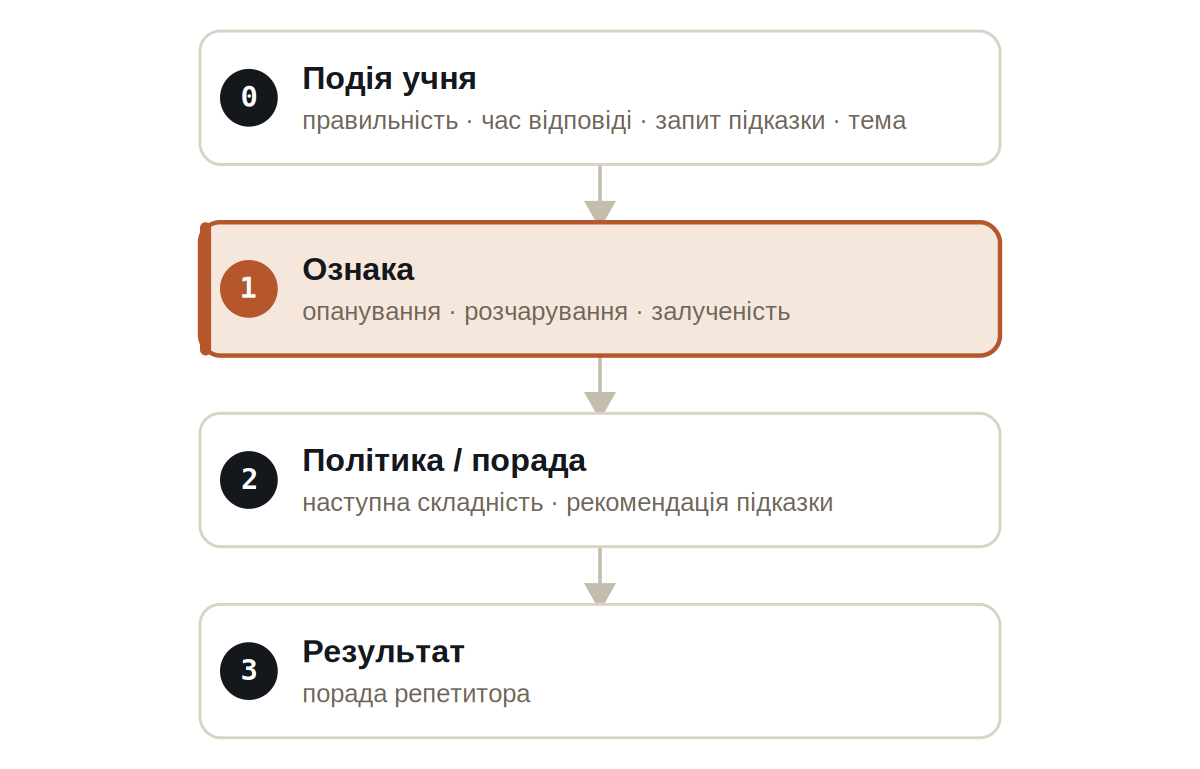 0
Подія учня
правильність · час відповіді · запит підказки · тема
1
Ознака
опанування · розчарування · залученість
2
Політика / порада
наступна складність · рекомендація підказки
3
Результат
порада репетитора